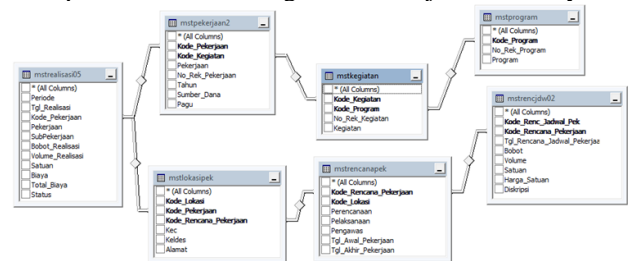 mstrealisasi05
* (All Columns)
Periode
Tgl_Realisasi
Kode_Pekerjaan
Pekerjaan
SubPekerjaan
Bobot_Realisasi
Volume_Realisasi
Satuan
Biaya
Total_Biaya
Status
mstpekerjaan2
* (All Columns)
Kode_Pekerjaan
Kode_Kegiatan
Pekerjaan
No_Rek_Pekerjaan
Tahun
Sumber_Dana
Pagu
mstkegiatan
* (All Columns)
Kode_Kegiatan
Kode_Program
No_Rek_Kegiatan
Kegiatan
mstprogram
* (All Columns)
Kode_Program
No_Rek_Program
Program
mstlokasipek
* (All Columns)
Kode_Lokasi
Kode_Pekerjaan
Kode_Rencana_Pekerjaan
Kec
Keldes
Alamat
mstrencanapek
* (All Columns)
Kode_Rencana_Pekerjaan
Kode_Lokasi
Perencanaan
Pelaksanaan
Pengawas
Tgl_Awal_Pekerjaan
Tgl_Akhir_Pekerjaan
mstrencjdw02
* (All Columns)
Kode_Renc_Jadwal_Pek
Kode_Rencana_Pekerjaan
Tgl_Rencana_Jadwal_Pekerjaa
Bobot
Volume
Satuan
Harga_Satuan
Diskripsi